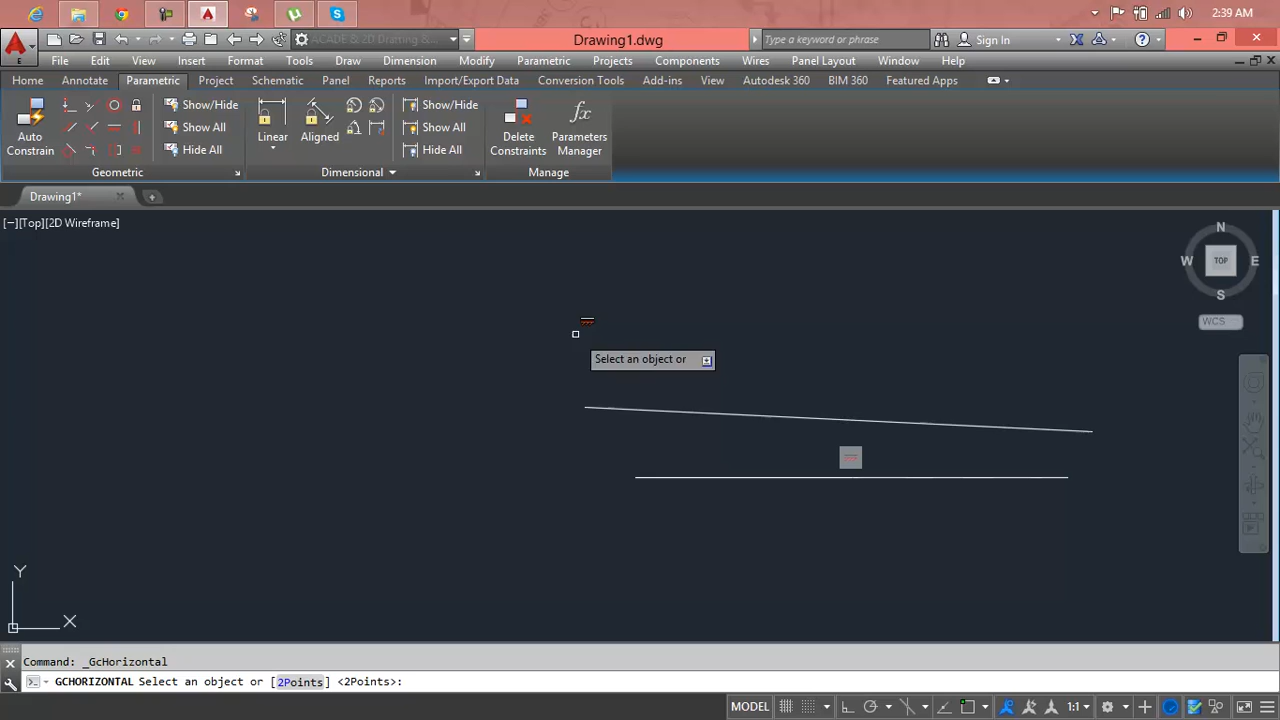 2:39 AM
ACADE & 2D Drafting &
Drawing1.dwg
Type a keyword or phrase
Sign In
File Edit View Insert Format Tools Draw Dimension Modify Parametric Projects Components Wires Panel Layout Window Help
E
Home Annotate Parametric Project Schematic Panel Reports Import/Export Data Conversion Tools Add-ins View Autodesk 360 BIM 360 Featured Apps
Auto Constrain
Show/Hide
Show All
Hide All
Linear
Aligned
Show/Hide
Show All
Hide All
Delete Constraints
fx
Parameters Manager
Geometric
Dimensional
Manage
Drawing1*
[−][Top][2D Wireframe]
N
W TOP E
S
WCS
Select an object or
Y
X
Command: _GcHorizontal
GCHORIZONTAL Select an object or [2Points] <2Points>:
MODEL
1:1